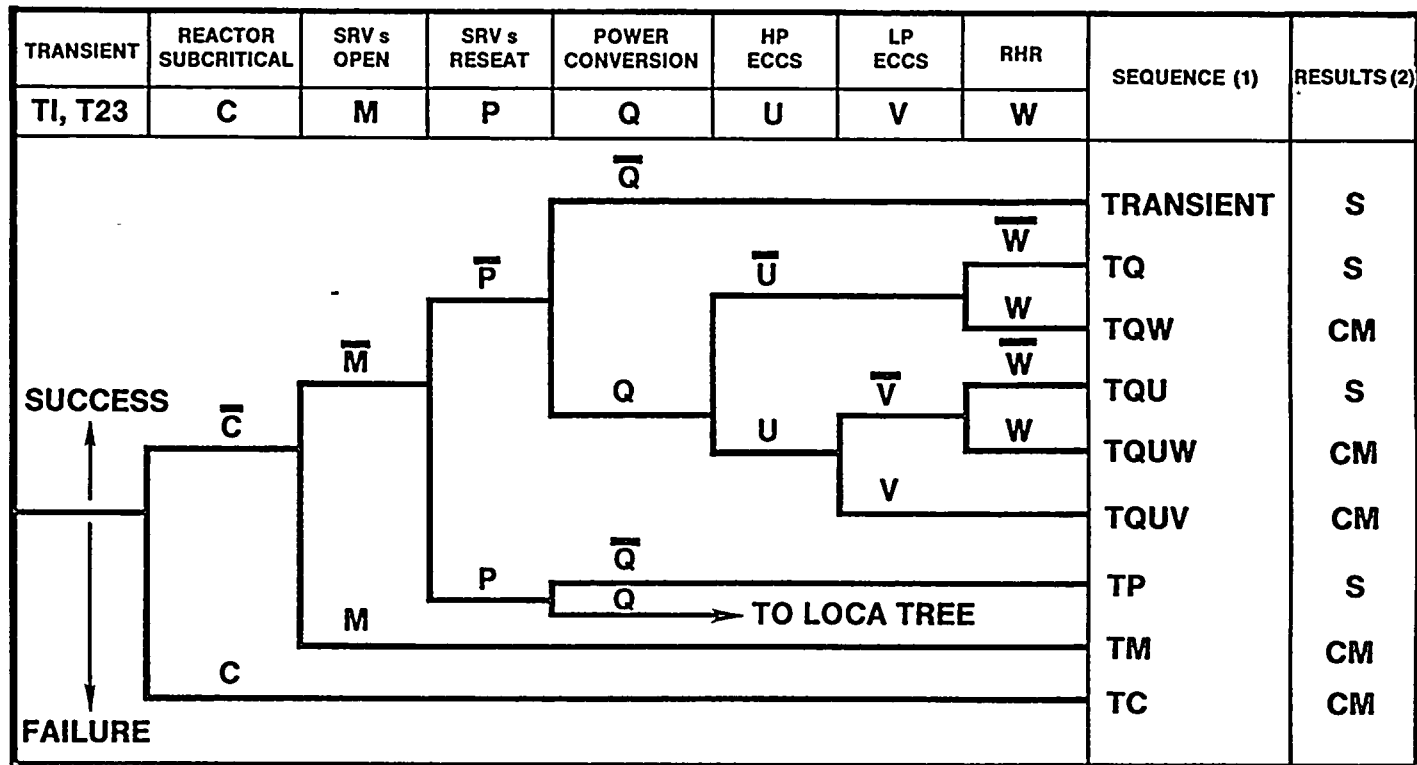 TRANSIENT
REACTOR
SUBCRITICAL
SRV s
OPEN
SRV s
RESEAT
POWER
CONVERSION
HP
ECCS
LP
ECCS
RHR
SEQUENCE (1)
RESULTS (2)
TI, T23
C
M
P
Q
U
V
W
Q̅
TRANSIENT S
W̅
P̅
U̅
TQ S
W
TQW CM
M̅
W̅
SUCCESS
C̅
Q
V̅
TQU S
U
W
TQUW CM
V
TQUV CM
Q̅
P
TP S
Q
TO LOCA TREE
M
TM CM
C
TC CM
FAILURE